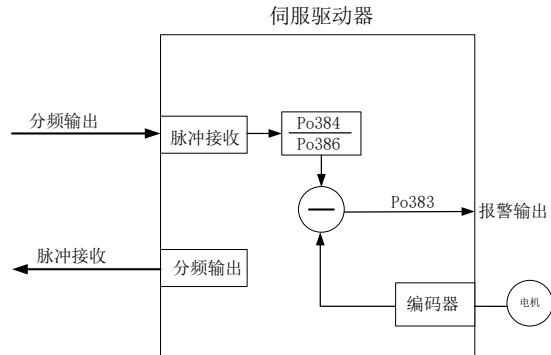 伺服驱动器
分频输出
脉冲接收
Po384
Po386
Po383
报警输出
脉冲接收
分频输出
编码器
电机